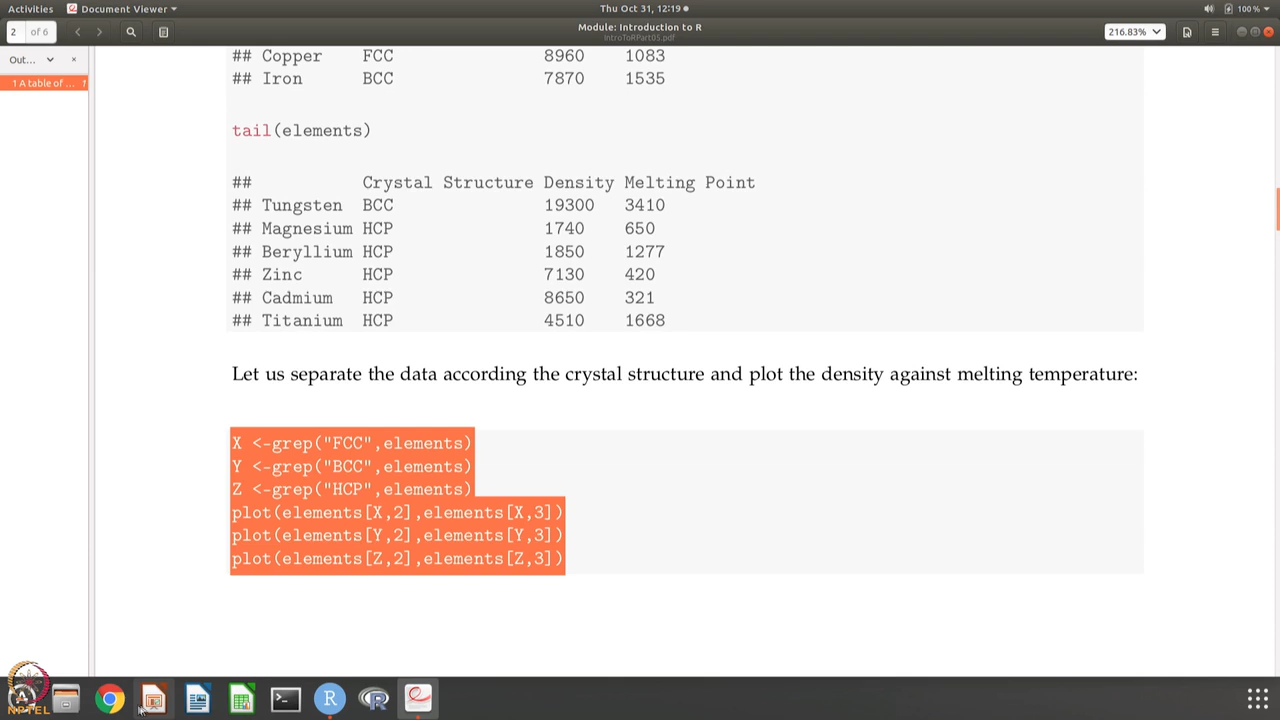 Activities Document Viewer Thu Oct 31, 12:19 100 %
2 of 6 Module: Introduction to R 216.83%
IntroToRPart05.pdf
Out... ×
1 A table of ... 1
## Copper FCC 8960 1083
## Iron BCC 7870 1535
tail(elements)
## Crystal Structure Density Melting Point
## Tungsten BCC 19300 3410
## Magnesium HCP 1740 650
## Beryllium HCP 1850 1277
## Zinc HCP 7130 420
## Cadmium HCP 8650 321
## Titanium HCP 4510 1668
Let us separate the data according the crystal structure and plot the density against melting temperature:
X <-grep("FCC",elements)
Y <-grep("BCC",elements)
Z <-grep("HCP",elements)
plot(elements[X,2],elements[X,3])
plot(elements[Y,2],elements[Y,3])
plot(elements[Z,2],elements[Z,3])
NPTEL